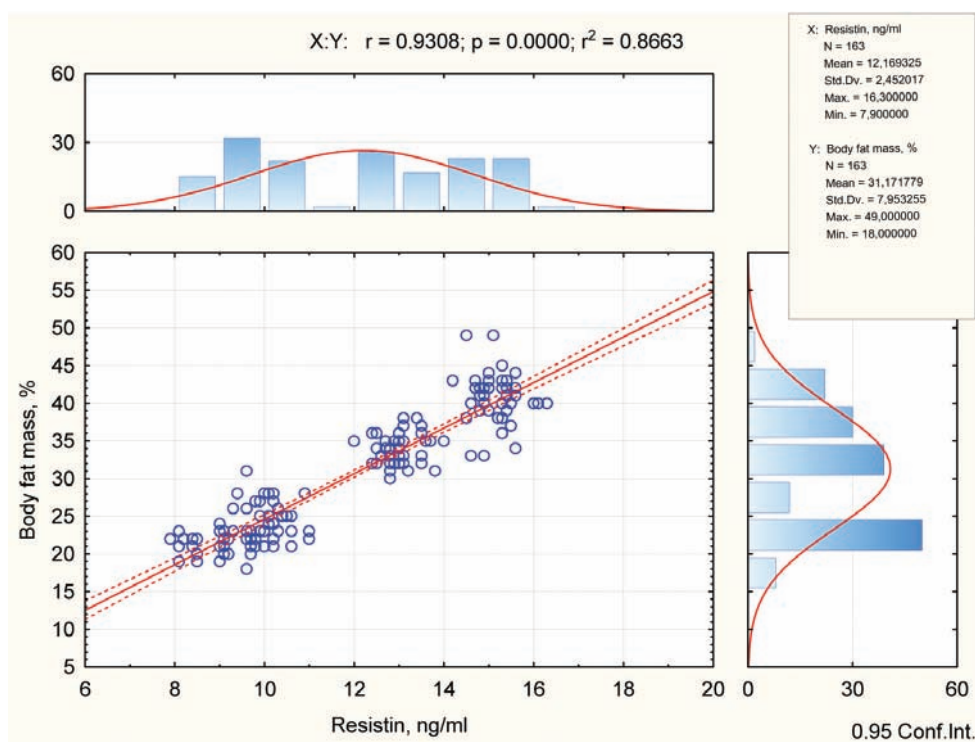 X:Y: r = 0.9308; p = 0.0000; r² = 0.8663
X: Resistin, ng/ml
N = 163
Mean = 12,169325
Std.Dv. = 2,452017
Max. = 16,300000
Min. = 7,900000
Y: Body fat mass, %
N = 163
Mean = 31,171779
Std.Dv. = 7,953255
Max. = 49,000000
Min. = 18,000000
60
30
0
60
55
50
45
40
35
30
25
20
15
10
5
Body fat mass, %
6 8 10 12 14 16 18 20
Resistin, ng/ml
0 30 60
0.95 Conf.Int.